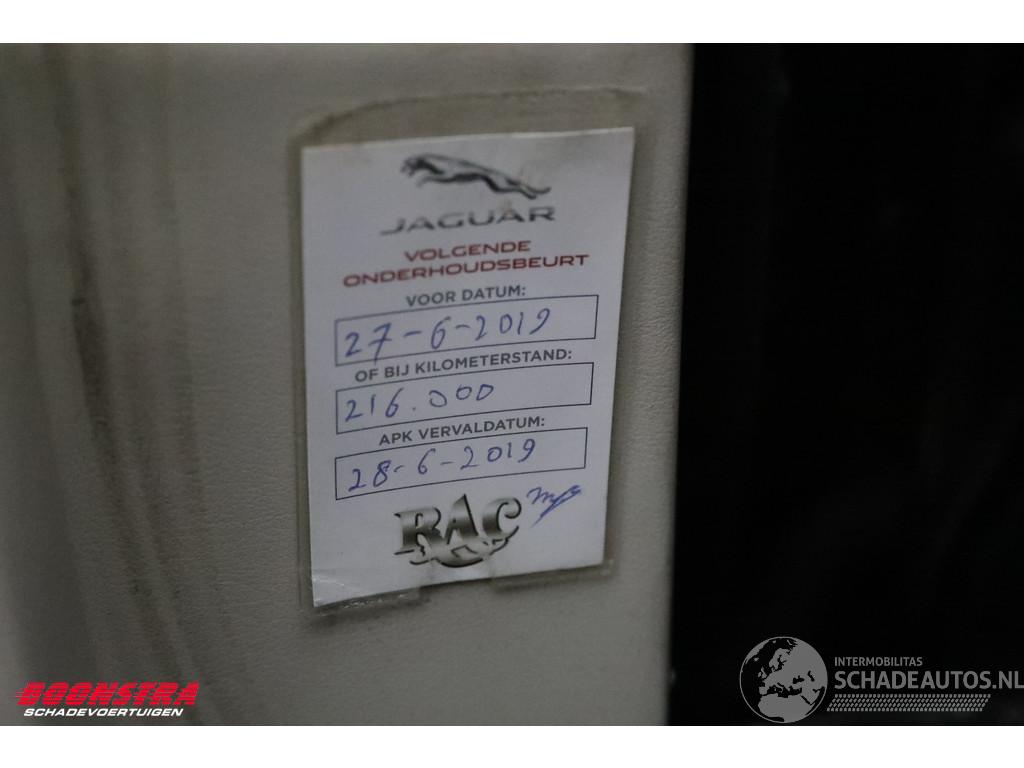 JAGUAR
VOLGENDE
ONDERHOUDSBEURT
VOOR DATUM:
27-6-2019
OF BIJ KILOMETERSTAND:
216.000
APK VERVALDATUM:
28-6-2019
RAC
BOONSTRA
SCHADEVOERTUIGEN
INTERMOBILITAS
SCHADEAUTOS.NL